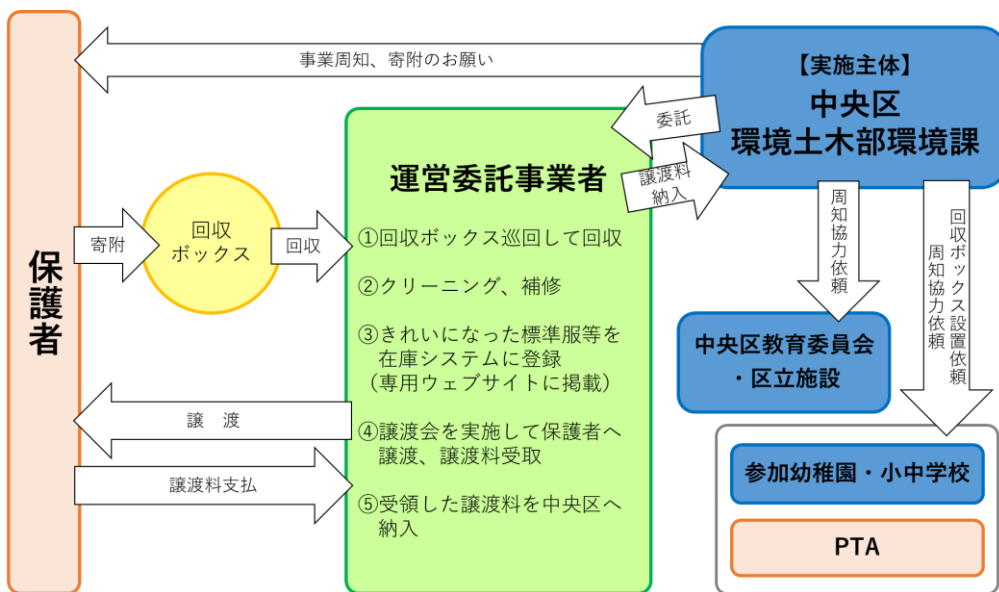 事業周知、寄附のお願い
【実施主体】
中央区
環境土木部環境課
委託
譲渡料
納入
運営委託事業者
①回収ボックス巡回して回収
②クリーニング、補修
③きれいになった標準服等を
在庫システムに登録
（専用ウェブサイトに掲載）
④譲渡会を実施して保護者へ
譲渡、譲渡料受取
⑤受領した譲渡料を中央区へ
納入
保護者
寄附
回収
ボックス
回収
譲　渡
譲渡料支払
周知協力依頼
回収ボックス設置依頼
周知協力依頼
中央区教育委員会
・区立施設
参加幼稚園・小中学校
PTA